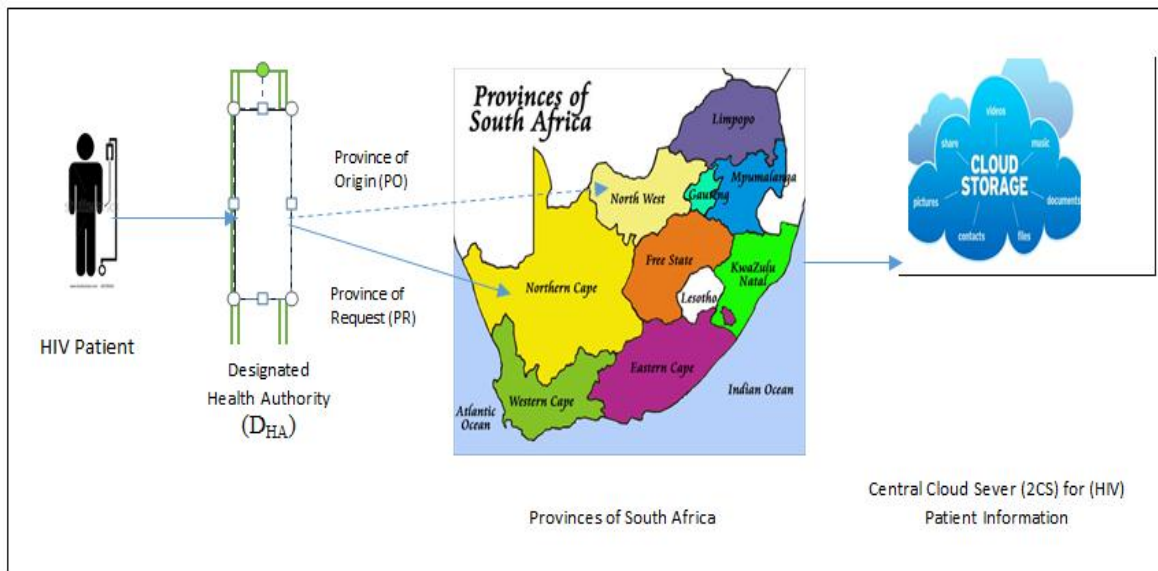 HIV Patient
Designated
Health Authority
(D_HA)
Province of
Origin (PO)
Province of
Request (PR)
Provinces of
South Africa
Limpopo
Mpumalanga
Gauteng
North West
Free State
KwaZulu
Natal
Lesotho
Northern Cape
Eastern Cape
Western Cape
Atlantic
Ocean
Indian Ocean
Provinces of South Africa
videos
share
music
CLOUD
STORAGE
pictures
documents
contacts
files
Central Cloud Sever (2CS) for (HIV)
Patient Information